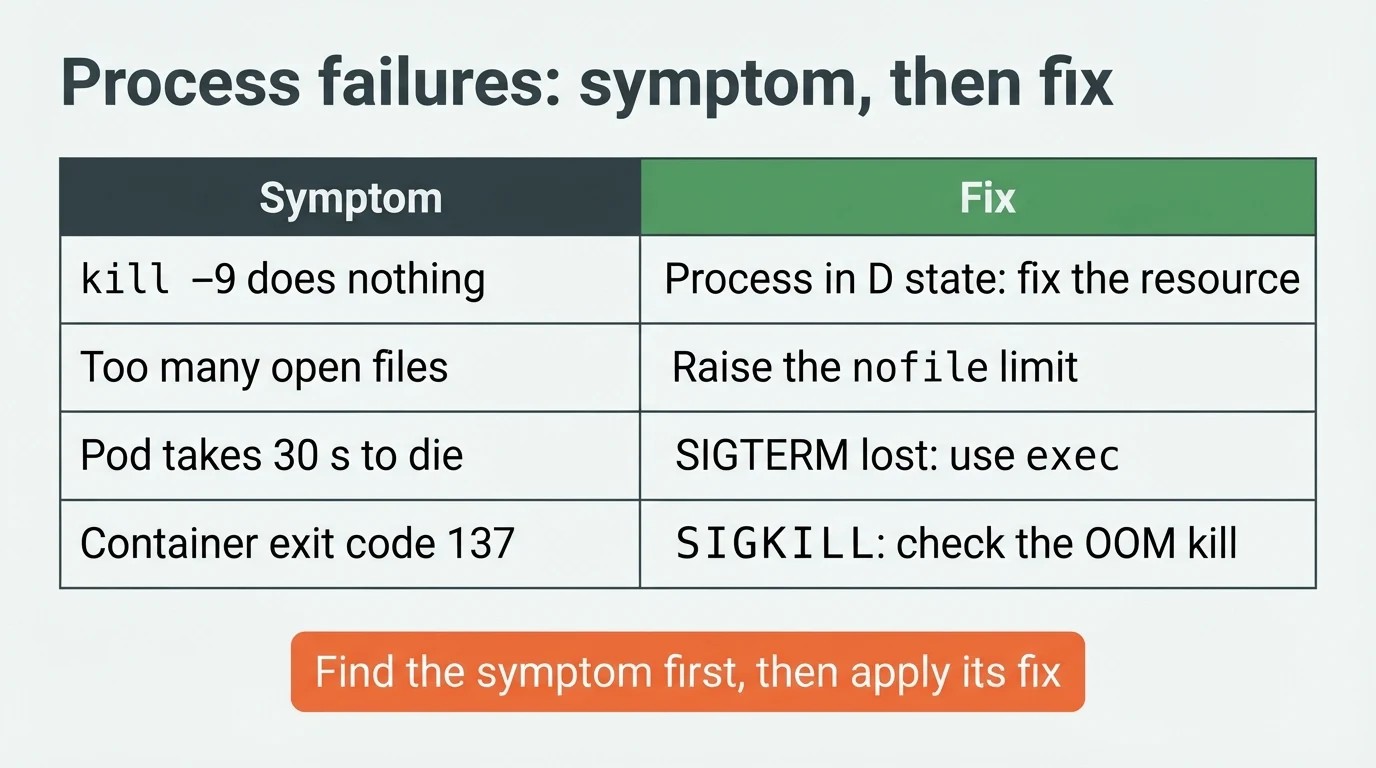 Process failures: symptom, then fix
Symptom
Fix
kill –9 does nothing
Process in D state: fix the resource
Too many open files
Raise the nofile limit
Pod takes 30 s to die
SIGTERM lost: use exec
Container exit code 137
SIGKILL: check the OOM kill
Find the symptom first, then apply its fix